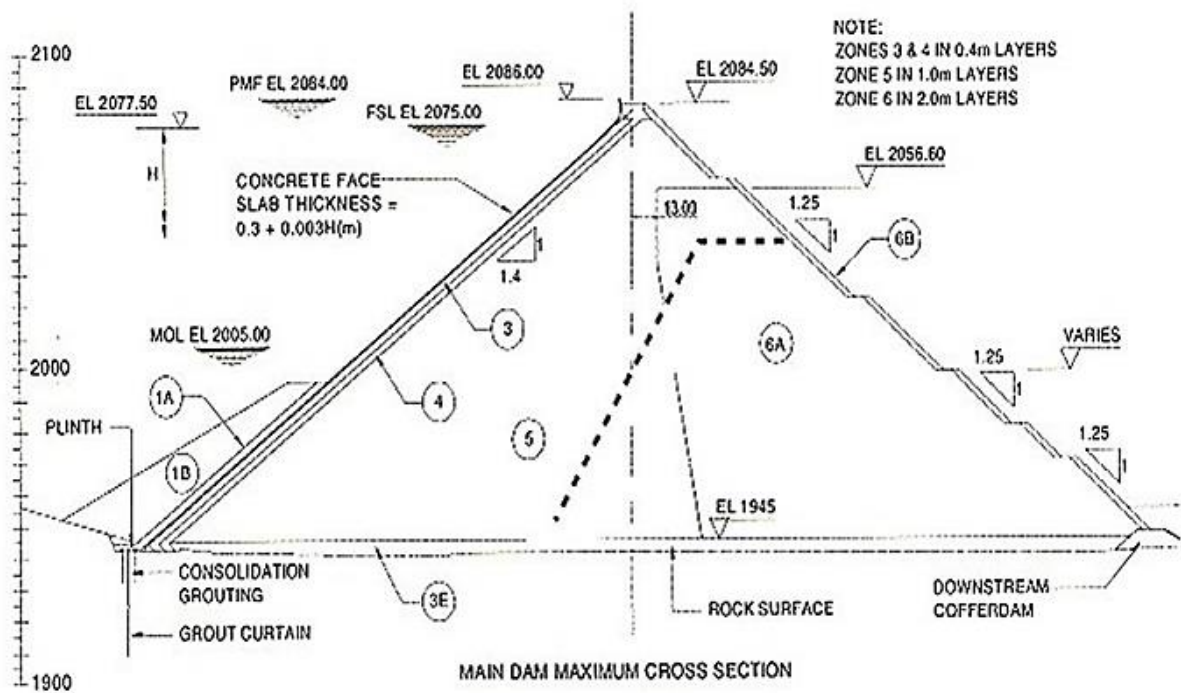 NOTE:
ZONES 3 & 4 IN 0.4m LAYERS
ZONE 5 IN 1.0m LAYERS
ZONE 6 IN 2.0m LAYERS
2100
EL 2077.50
PMF EL 2084.00
FSL EL 2075.00
EL 2086.00
EL 2084.50
H
EL 2056.60
CONCRETE FACE
SLAB THICKNESS =
0.3 + 0.003H(m)
13.00
1.25
1
6B
1
1.4
3
MOL EL 2005.00
6A
VARIES
2000
1.25
1
1A
4
PLINTH
5
1.25
1
1B
EL 1945
CONSOLIDATION
GROUTING
3E
ROCK SURFACE
DOWNSTREAM
COFFERDAM
GROUT CURTAIN
MAIN DAM MAXIMUM CROSS SECTION
1900